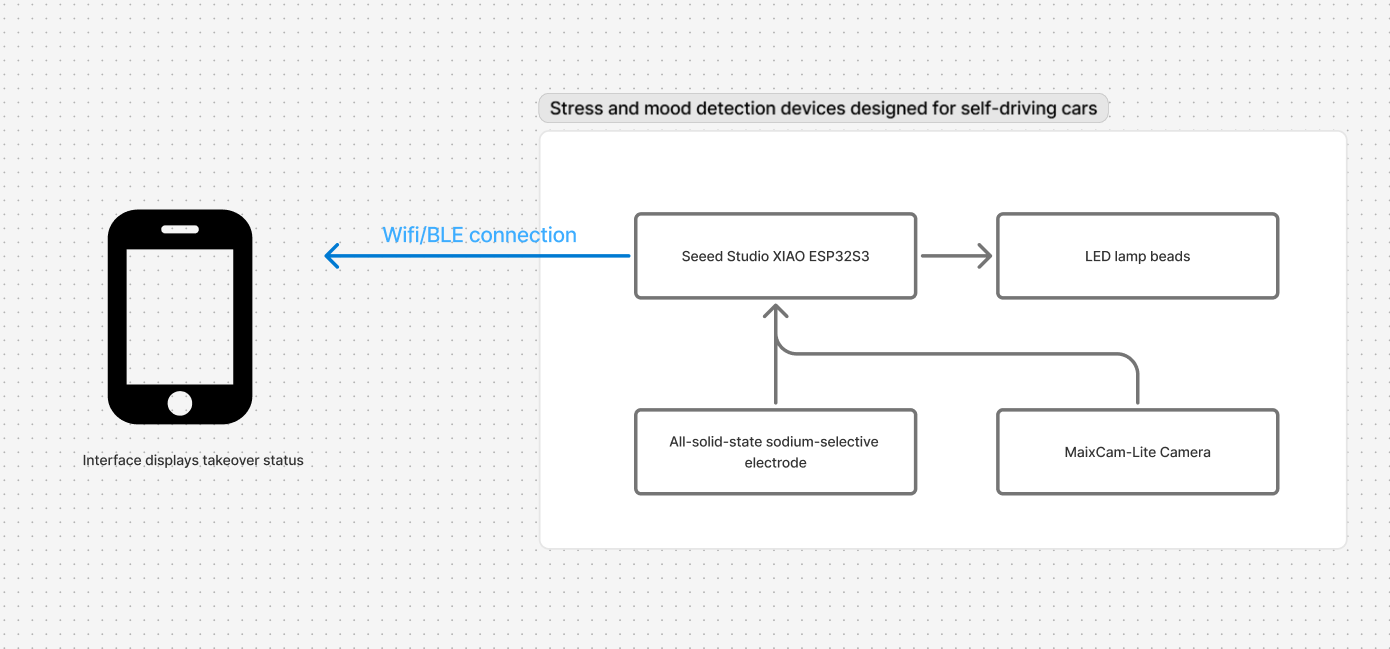 Stress and mood detection devices designed for self-driving cars
Wifi/BLE connection
Seeed Studio XIAO ESP32S3
LED lamp beads
All-solid-state sodium-selective
electrode
MaixCam-Lite Camera
Interface displays takeover status